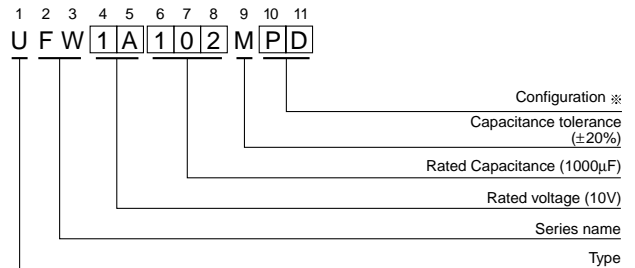 1 2 3 4 5 6 7 8 9 10 11
U F W 1 A 1 0 2 M P D
Configuration ※
Capacitance tolerance
(±20%)
Rated Capacitance (1000µF)
Rated voltage (10V)
Series name
Type